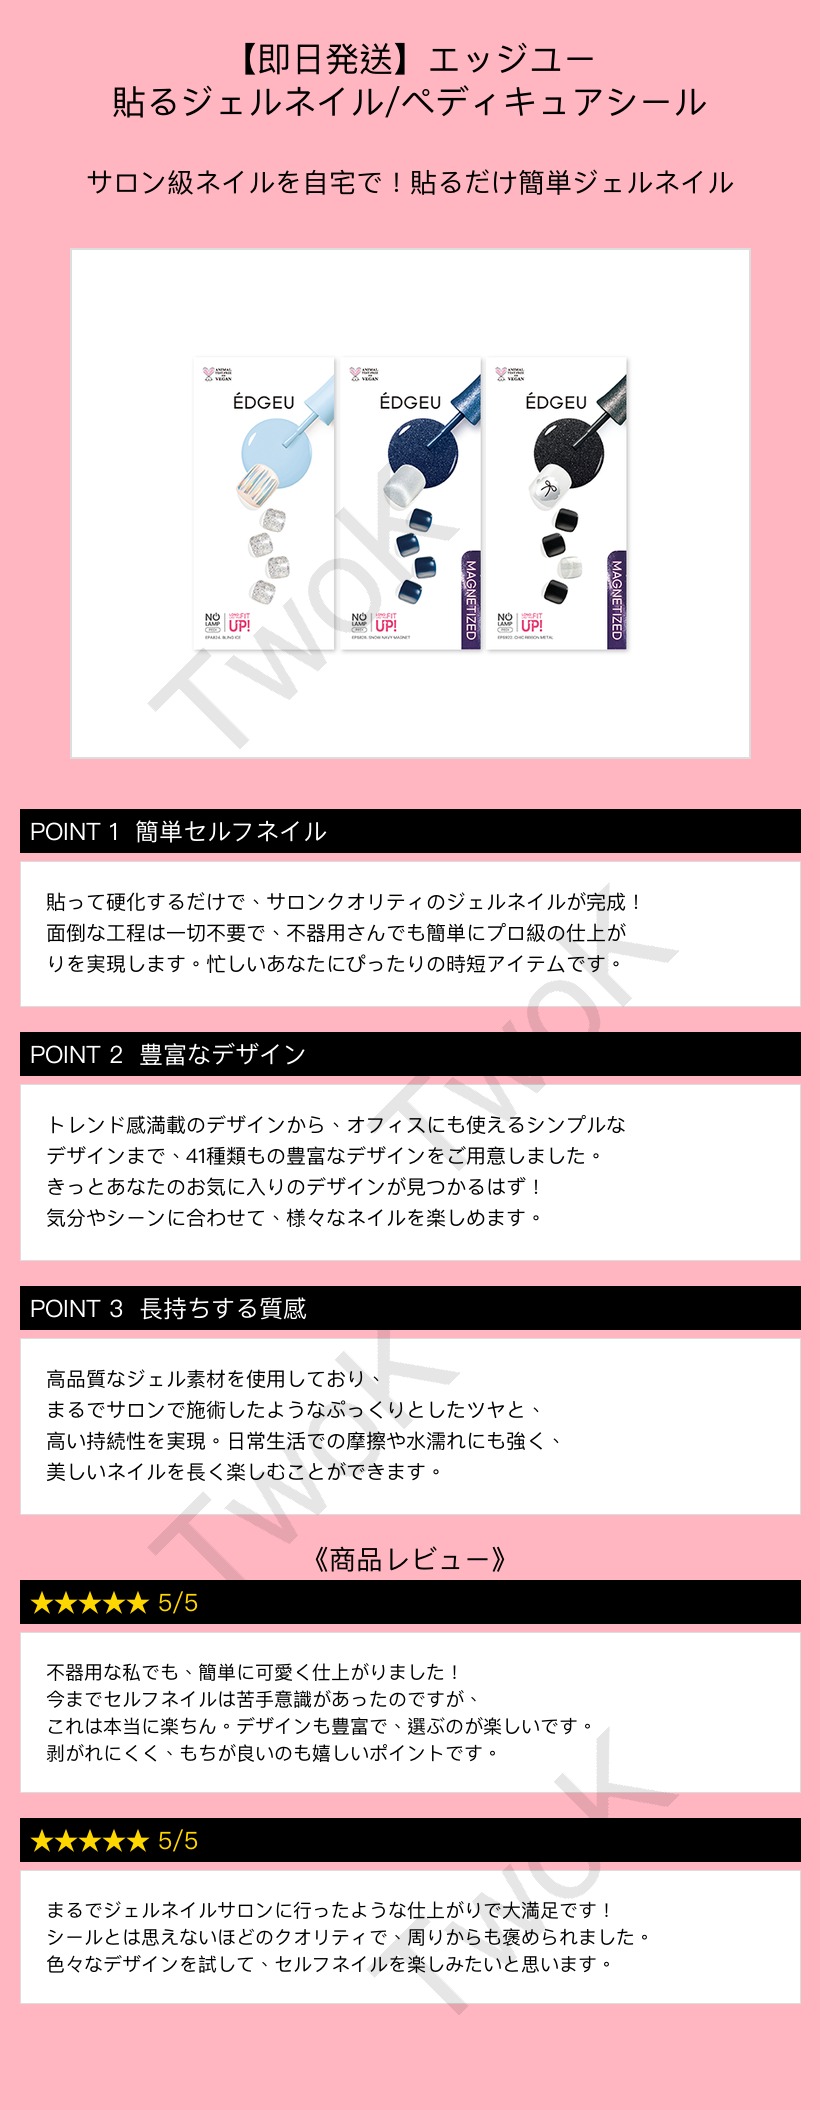 【即日発送】エッジユー
貼るジェルネイル/ペディキュアシール
サロン級ネイルを自宅で！貼るだけ簡単ジェルネイル
ANIMAL
VEGAN
ÉDGEU
NO
LAMP
FIT
UP!
ANIMAL
VEGAN
ÉDGEU
MAGNETIZED
NO
LAMP
FIT
UP!
ANIMAL
VEGAN
ÉDGEU
MAGNETIZED
NO
LAMP
FIT
UP!
TwoK
POINT 1 簡単セルフネイル
貼って硬化するだけで、サロンクオリティのジェルネイルが完成！
面倒な工程は一切不要で、不器用さんでも簡単にプロ級の仕上が
りを実現します。忙しいあなたにぴったりの時短アイテムです。
TwoK
POINT 2 豊富なデザイン
トレンド感満載のデザインから、オフィスにも使えるシンプルな
デザインまで、41種類もの豊富なデザインをご用意しました。
きっとあなたのお気に入りのデザインが見つかるはず！
気分やシーンに合わせて、様々なネイルを楽しめます。
POINT 3 長持ちする質感
高品質なジェル素材を使用しており、
まるでサロンで施術したようなぷっくりとしたツヤと、
高い持続性を実現。日常生活での摩擦や水濡れにも強く、
美しいネイルを長く楽しむことができます。
TwoK
《商品レビュー》
★★★★★ 5/5
不器用な私でも、簡単に可愛く仕上がりました！
今までセルフネイルは苦手意識があったのですが、
これは本当に楽ちん。デザインも豊富で、選ぶのが楽しいです。
剥がれにくく、もちが良いのも嬉しいポイントです。
★★★★★ 5/5
まるでジェルネイルサロンに行ったような仕上がりで大満足です！
シールとは思えないほどのクオリティで、周りからも褒められました。
色々なデザインを試して、セルフネイルを楽しみたいと思います。
TwoK